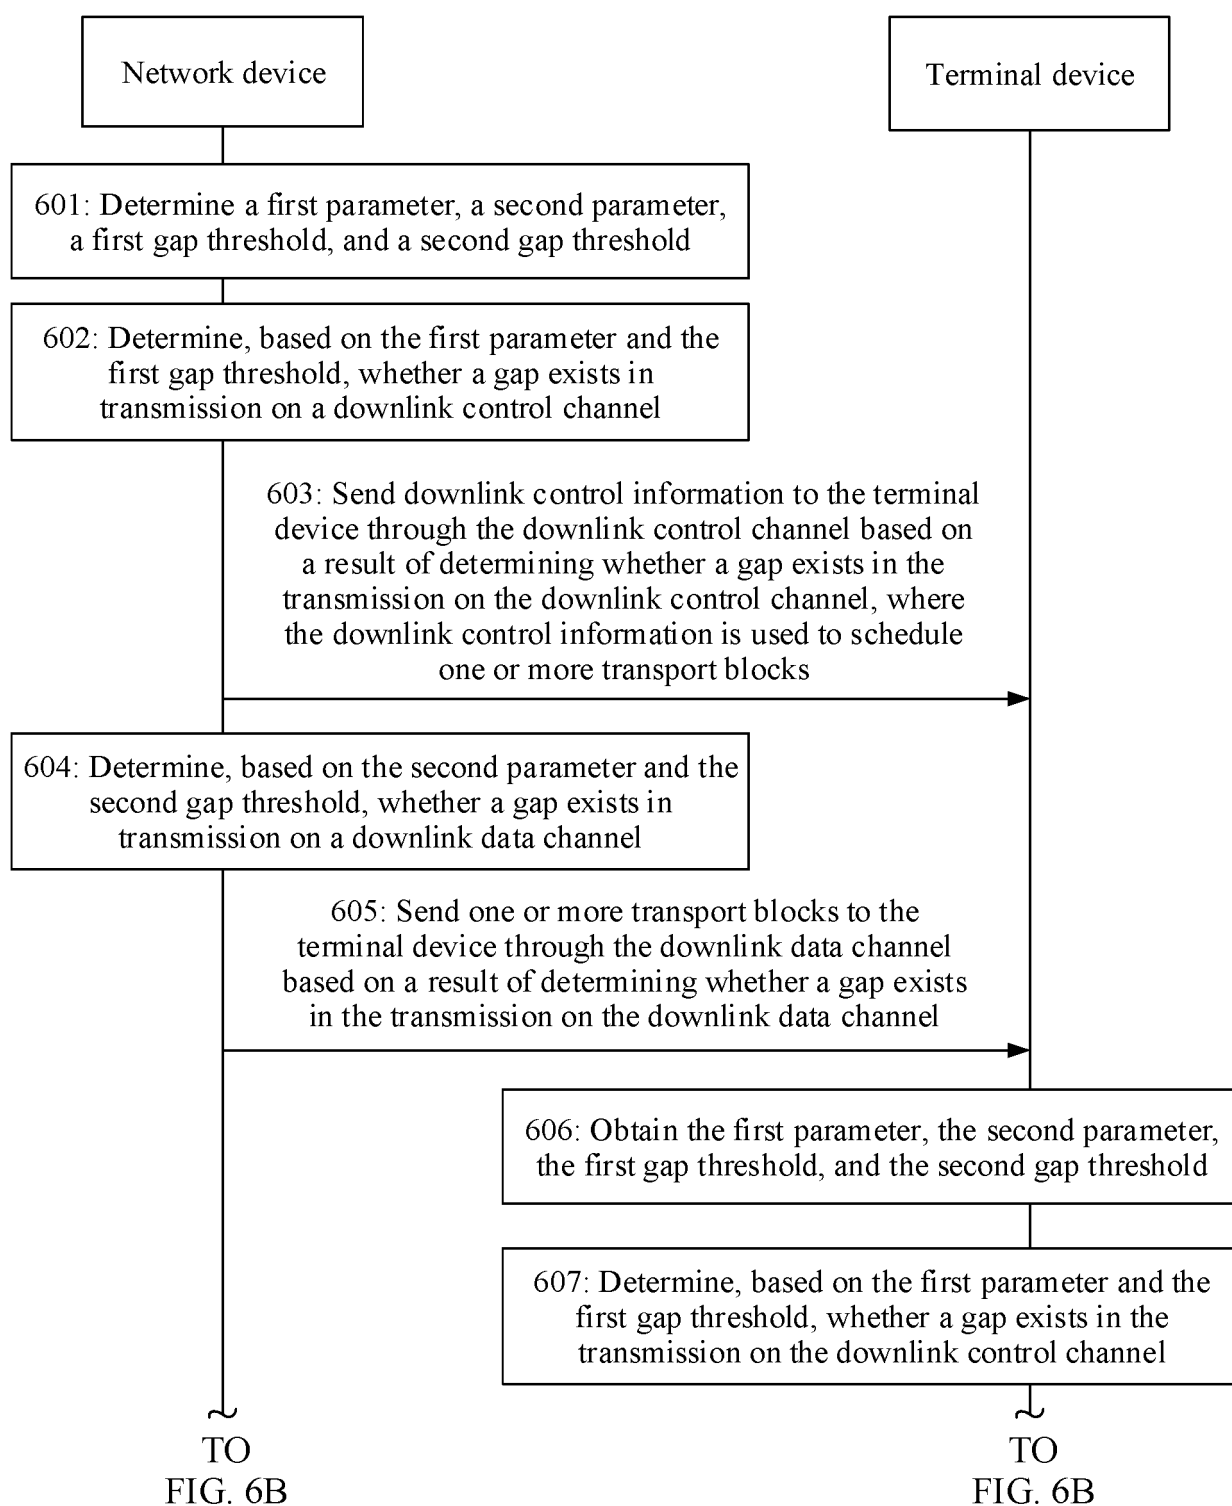 Network device
Terminal device
601: Determine a first parameter, a second parameter,
a first gap threshold, and a second gap threshold
602: Determine, based on the first parameter and the
first gap threshold, whether a gap exists in
transmission on a downlink control channel
603: Send downlink control information to the terminal
device through the downlink control channel based on
a result of determining whether a gap exists in the
transmission on the downlink control channel, where
the downlink control information is used to schedule
one or more transport blocks
604: Determine, based on the second parameter and the
second gap threshold, whether a gap exists in
transmission on a downlink data channel
605: Send one or more transport blocks to the
terminal device through the downlink data channel
based on a result of determining whether a gap exists
in the transmission on the downlink data channel
606: Obtain the first parameter, the second parameter,
the first gap threshold, and the second gap threshold
607: Determine, based on the first parameter and the
first gap threshold, whether a gap exists in the
transmission on the downlink control channel
TO
FIG. 6B
TO
FIG. 6B